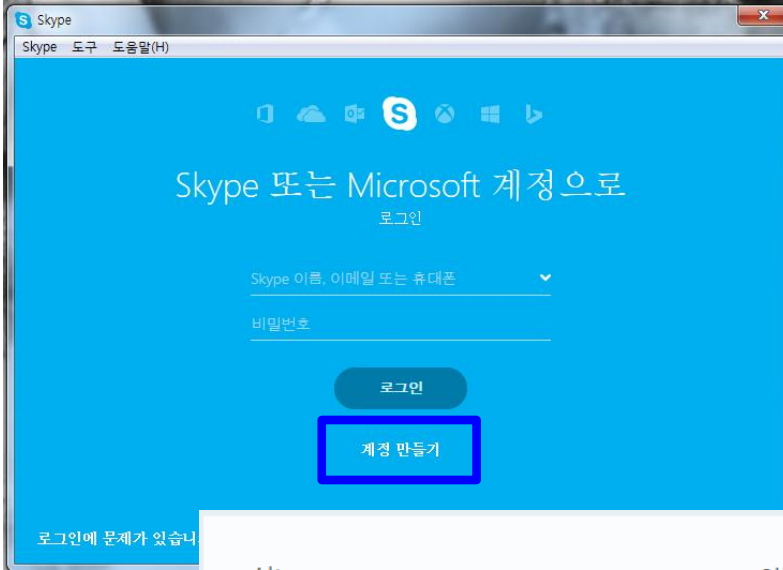 Skype
Skype 도구 도움말(H)
Skype 또는 Microsoft 계정으로
로그인
Skype 이름, 이메일 또는 휴대폰
비밀번호
로그인
계정 만들기
로그인에 문제가 있습니